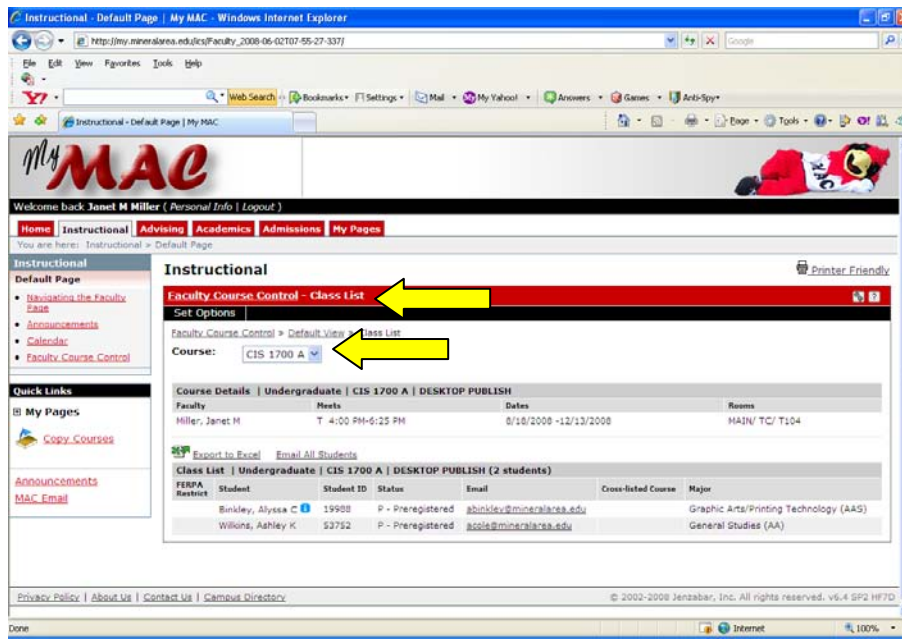 Instructional - Default Page | My MAC - Windows Internet Explorer
http://my.mineralarea.edu/ics/Faculty_2008-06-02T07-55-27-337/
Google
File Edit View Favorites Tools Help
Y! Web Search Bookmarks Settings Mail My Yahoo! Answers Games Anti-Spy
Instructional - Default Page | My MAC
Page Tools
My MAC
Welcome back Janet M Miller ( Personal Info | Logout )
Home Instructional Advising Academics Admissions My Pages
You are here: Instructional > Default Page
Instructional
Default Page
Navigating the Faculty Page
Announcements
Calendar
Faculty Course Control
Quick Links
My Pages
Copy Courses
Announcements
MAC Email
Instructional
Printer Friendly
Faculty Course Control - Class List
Set Options
Faculty Course Control > Default View > Class List
Course: CIS 1700 A
Course Details | Undergraduate | CIS 1700 A | DESKTOP PUBLISH
Faculty Meets Dates Rooms
Miller, Janet M T 4:00 PM-6:25 PM 8/18/2008 -12/13/2008 MAIN/ TC/ T104
Export to Excel Email All Students
Class List | Undergraduate | CIS 1700 A | DESKTOP PUBLISH (2 students)
FERPA Restrict Student Student ID Status Email Cross-listed Course Major
Binkley, Alyssa C 19988 P - Preregistered abinkley@mineralarea.edu Graphic Arts/Printing Technology (AAS)
Wilkins, Ashley K 53752 P - Preregistered acole@mineralarea.edu General Studies (AA)
Privacy Policy | About Us | Contact Us | Campus Directory
© 2002-2008 Jenzabar, Inc. All rights reserved. v6.4 SP2 HF7D
Done Internet 100%